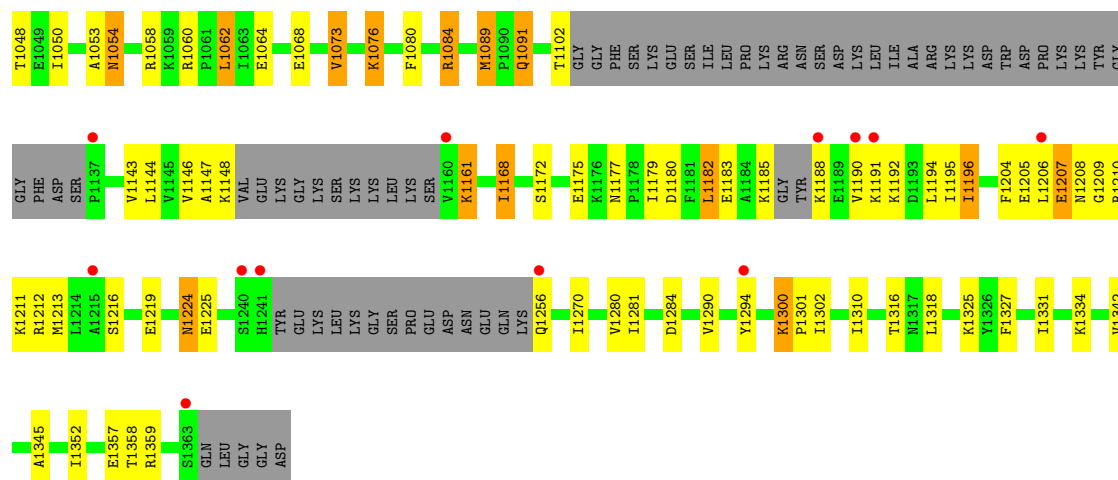 T1048 E1049 I1050 A1053 N1054 R1058 K1059 R1060 P1061 L1062 I1063 E1064 E1068 V1073 K1076 F1080 R1084 M1089 P1090 Q1091 T1102 GLY GLY PHE SER LYS GLU SER ILE LEU PRO LYS ARG ASN SER ASP LYS LEU ILE ALA ARG LYS LYS ASP TRP ASP PRO LYS LYS TYR GLY
GLY PHE ASP SER P1137 V1143 L1144 V1145 V1146 A1147 K1148 VAL GLU LYS GLY LYS SER LYS LYS LEU LYS SER V1160 K1161 I1168 S1172 E1175 K1176 N1177 P1178 I1179 D1180 F1181 L1182 E1183 A1184 K1185 GLY TYR K1188 E1189 V1190 K1191 K1192 D1193 L1194 I1195 I1196 F1204 E1205 L1206 E1207 N1208 G1209 R1210
K1211 R1212 M1213 L1214 A1215 S1216 E1219 N1224 E1225 S1240 H1241 TYR GLU LYS LEU LYS GLY SER PRO GLU ASP ASN GLU GLN LYS Q1256 I1270 V1280 I1281 D1284 V1290 Y1294 K1300 P1301 I1302 I1310 T1316 N1317 L1318 K1325 Y1326 F1327 I1331 K1334 V1342
A1345 I1352 E1357 T1358 R1359 S1363 GLN LEU GLY GLY ASP